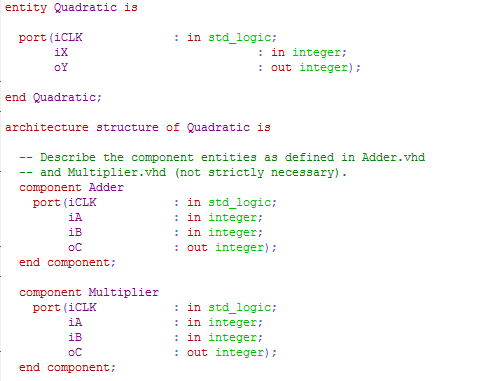 entity Quadratic is
port(iCLK : in std_logic;
iX : in integer;
oY : out integer);
end Quadratic;
architecture structure of Quadratic is
-- Describe the component entities as defined in Adder.vhd
-- and Multiplier.vhd (not strictly necessary).
component Adder
port(iCLK : in std_logic;
iA : in integer;
iB : in integer;
oC : out integer);
end component;
component Multiplier
port(iCLK : in std_logic;
iA : in integer;
iB : in integer;
oC : out integer);
end component;